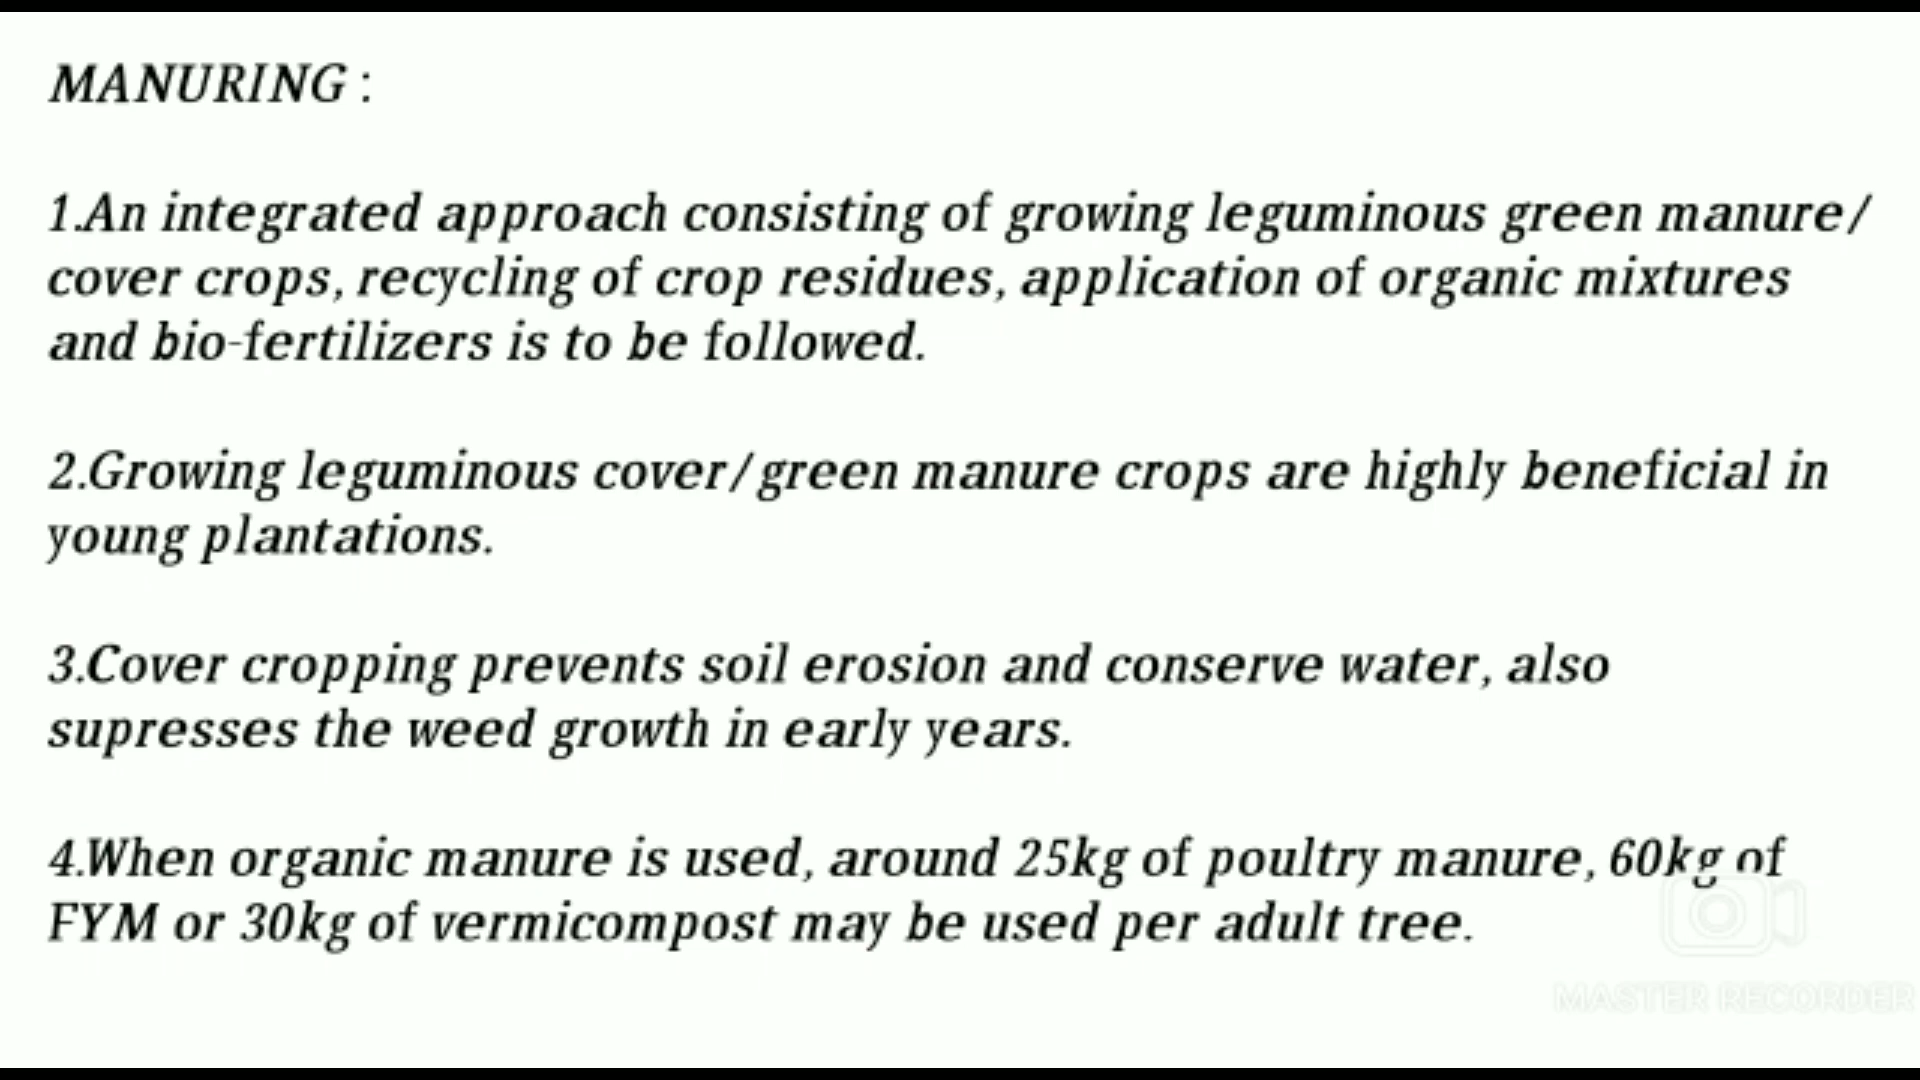 MANURING :
1.An integrated approach consisting of growing leguminous green manure/
cover crops, recycling of crop residues, application of organic mixtures
and bio-fertilizers is to be followed.
2.Growing leguminous cover/green manure crops are highly beneficial in
young plantations.
3.Cover cropping prevents soil erosion and conserve water, also
supresses the weed growth in early years.
4.When organic manure is used, around 25kg of poultry manure, 60kg of
FYM or 30kg of vermicompost may be used per adult tree.
MASTER RECORDER